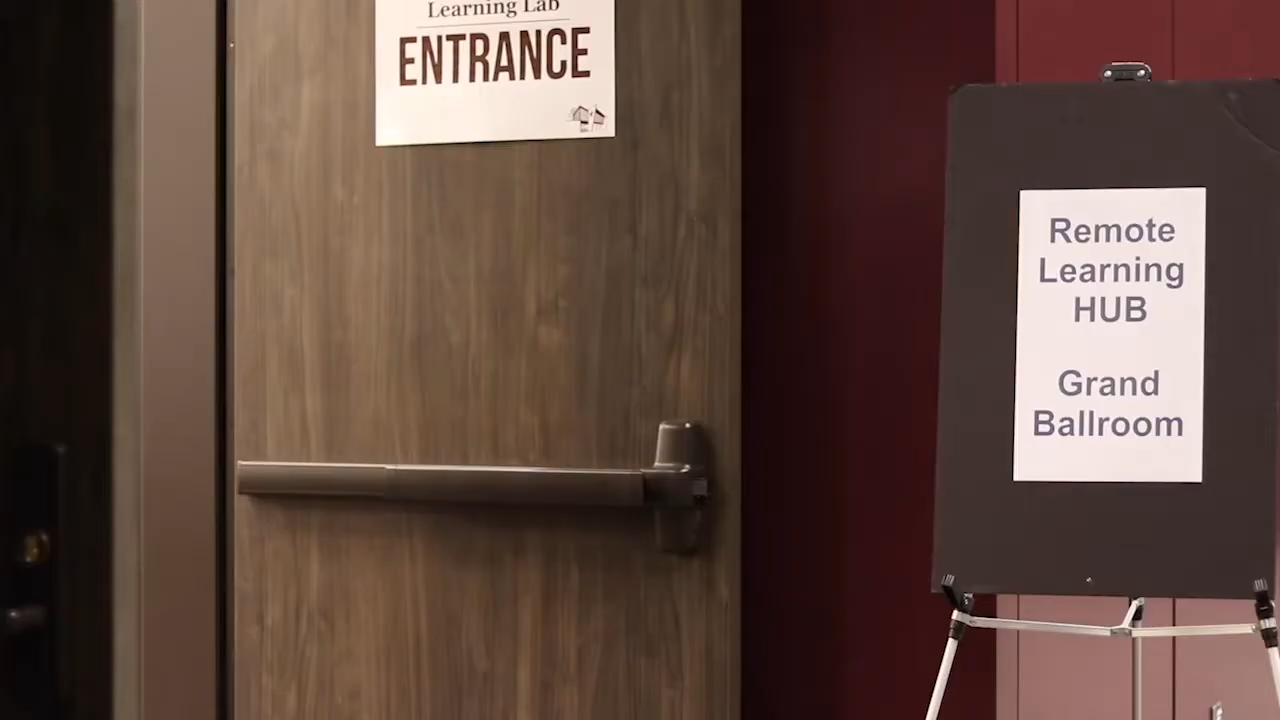 Learning Lab
ENTRANCE
Remote
Learning
HUB
Grand
Ballroom